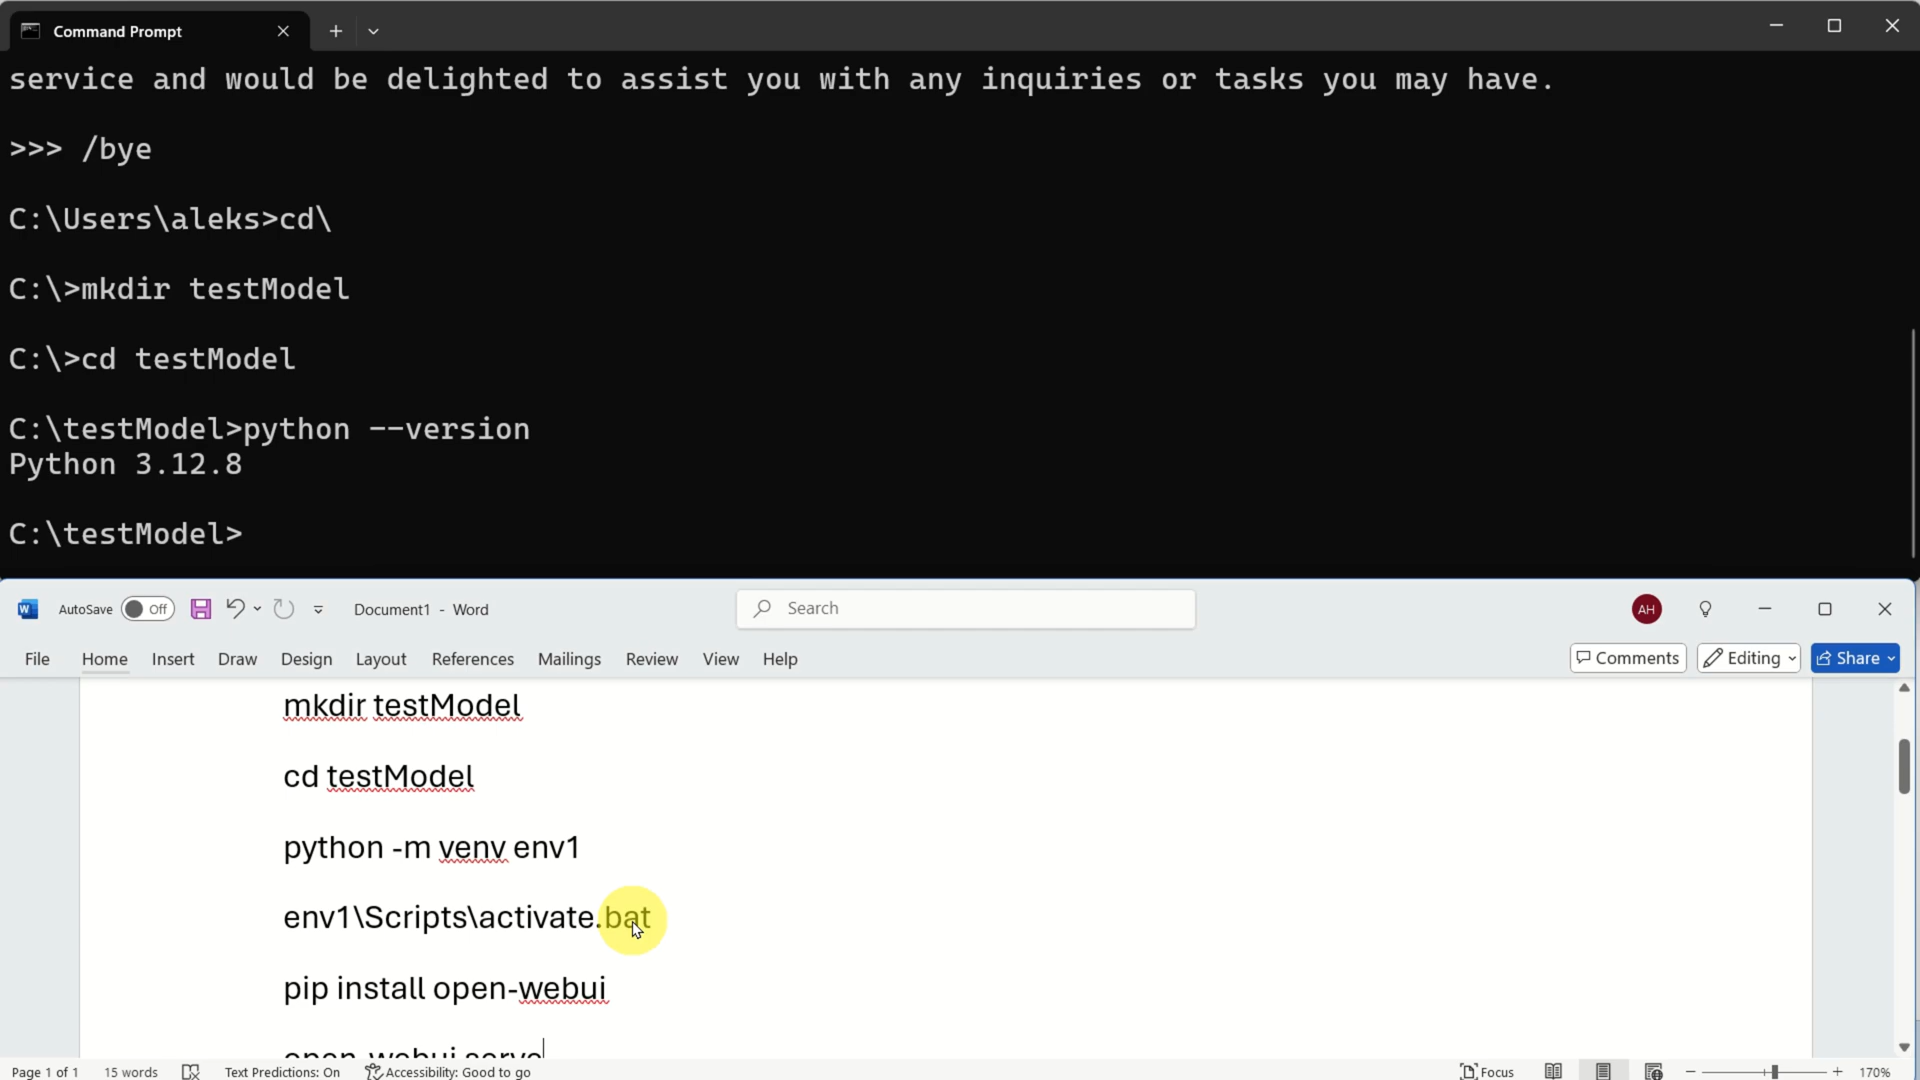 Command Prompt
service and would be delighted to assist you with any inquiries or tasks you may have.
>>> /bye
C:\Users\aleks>cd\
C:\>mkdir testModel
C:\>cd testModel
C:\testModel>python --version
Python 3.12.8
C:\testModel>
AutoSave Off Document1 - Word Search AH
File Home Insert Draw Design Layout References Mailings Review View Help Comments Editing Share
mkdir testModel
cd testModel
python -m venv env1
env1\Scripts\activate.bat
pip install open-webui
open-webui serve
Page 1 of 1 15 words Text Predictions: On Accessibility: Good to go Focus 170%